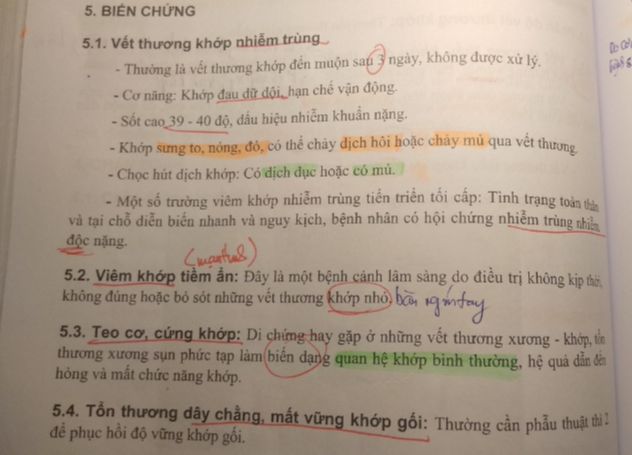 5. BIẾN CHỨNG
5.1. Vết thương khớp nhiễm trùng
- Thường là vết thương khớp đến muộn sau 3 ngày, không được xử lý.
- Cơ năng: Khớp đau dữ dội, hạn chế vận động.
- Sốt cao 39 - 40 độ, dấu hiệu nhiễm khuẩn nặng.
- Khớp sưng to, nóng, đỏ, có thể chảy dịch hôi hoặc chảy mủ qua vết thương.
- Chọc hút dịch khớp: Có dịch đục hoặc có mủ.
- Một số trường viêm khớp nhiễm trùng tiến triển tối cấp: Tình trạng toàn thân
và tại chỗ diễn biến nhanh và nguy kịch, bệnh nhân có hội chứng nhiễm trùng nhiễm
độc nặng.
5.2. Viêm khớp tiềm ẩn: Đây là một bệnh cảnh lâm sàng do điều trị không kịp thời,
không đúng hoặc bỏ sót những vết thương khớp nhỏ, bàn ngón tay
5.3. Teo cơ, cứng khớp: Di chứng hay gặp ở những vết thương xương - khớp, tổn
thương xương sụn phức tạp làm biến dạng quan hệ khớp bình thường, hệ quả dẫn đến
hỏng và mất chức năng khớp.
5.4. Tổn thương dây chằng, mất vững khớp gối: Thường cần phẫu thuật thì 2
để phục hồi độ vững khớp gối.